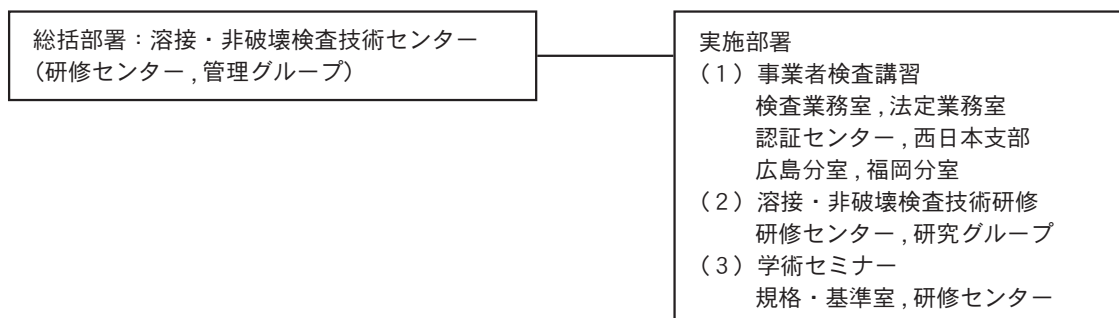 総括部署：溶接・非破壊検査技術センター
(研修センター , 管理グループ)
実施部署
（１）事業者検査講習
検査業務室 , 法定業務室
認証センター , 西日本支部
広島分室 , 福岡分室
（２）溶接・非破壊検査技術研修
研修センター , 研究グループ
（３）学術セミナー
規格・基準室 , 研修センター